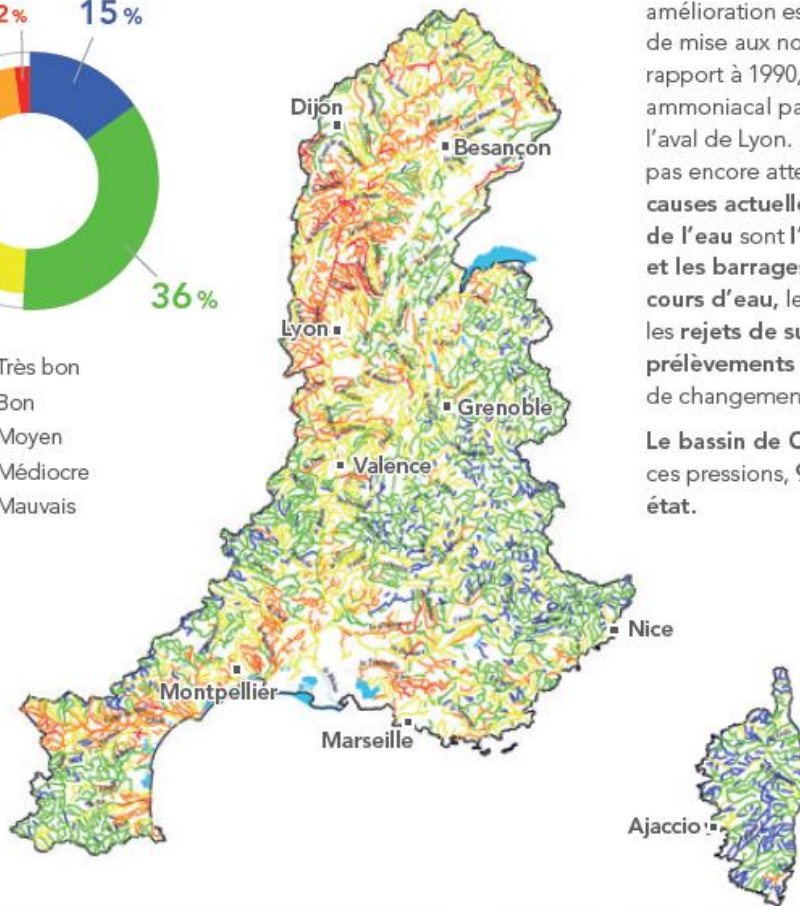 2%
15%
36%
Très bon
Bon
Moyen
Médiocre
Mauvais
Dijon
Besançon
Lyon
Grenoble
Valence
Nice
Montpellier
Marseille
Ajaccio
amélioration es
de mise aux no
rapport à 1990,
ammoniacal pa
l'aval de Lyon.
pas encore atte
causes actuelle
de l'eau sont l'
et les barrages
cours d'eau, le
les rejets de su
prélèvements
de changemen
Le bassin de C
ces pressions, 9
état.